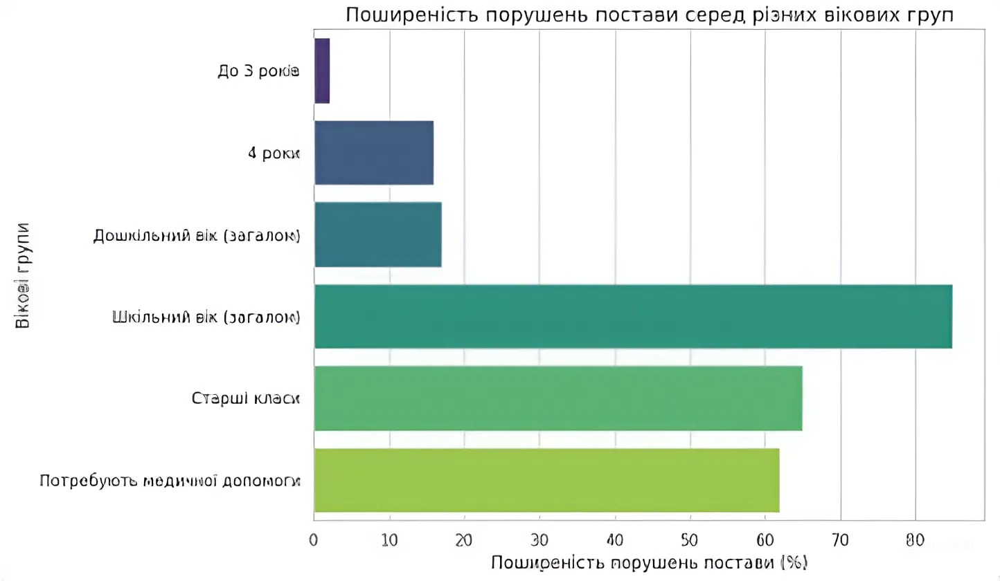 Поширеність порушень постави серед різних вікових груп
До 3 років
4 роки
Дошкільний вік (загалом)
Шкільний вік (загалом)
Старші класи
Потребують медичної допомоги
Вікові групи
0 10 20 30 40 50 60 70 80
Поширеність порушень постави (%)